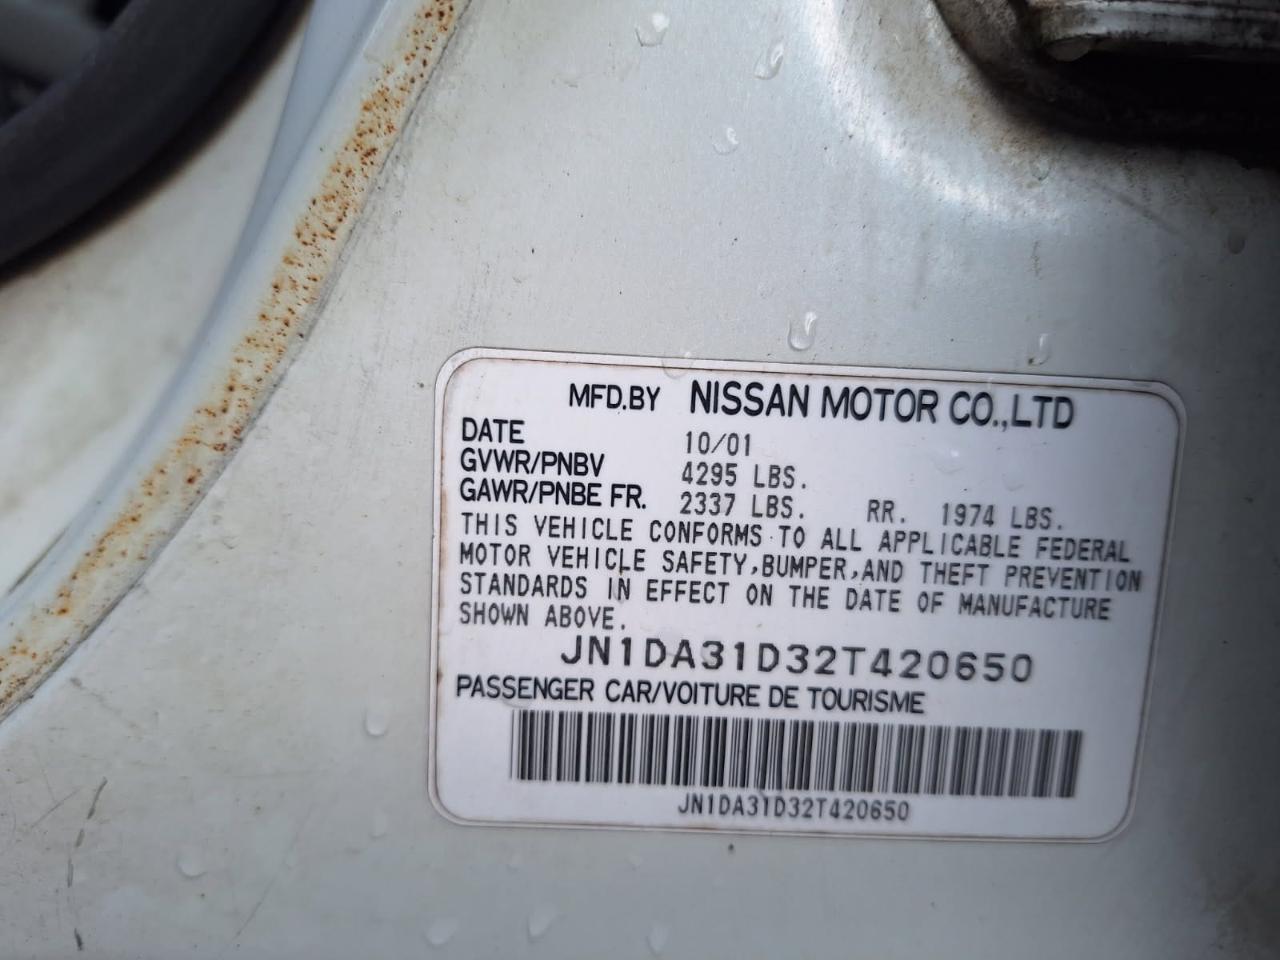 MFD.BY NISSAN MOTOR CO.,LTD
DATE 10/01
GVWR/PNBV 4295 LBS.
GAWR/PNBE FR. 2337 LBS. RR. 1974 LBS.
THIS VEHICLE CONFORMS TO ALL APPLICABLE FEDERAL
MOTOR VEHICLE SAFETY,BUMPER,AND THEFT PREVENTION
STANDARDS IN EFFECT ON THE DATE OF MANUFACTURE
SHOWN ABOVE.
JN1DA31D32T420650
PASSENGER CAR/VOITURE DE TOURISME
JN1DA31D32T420650